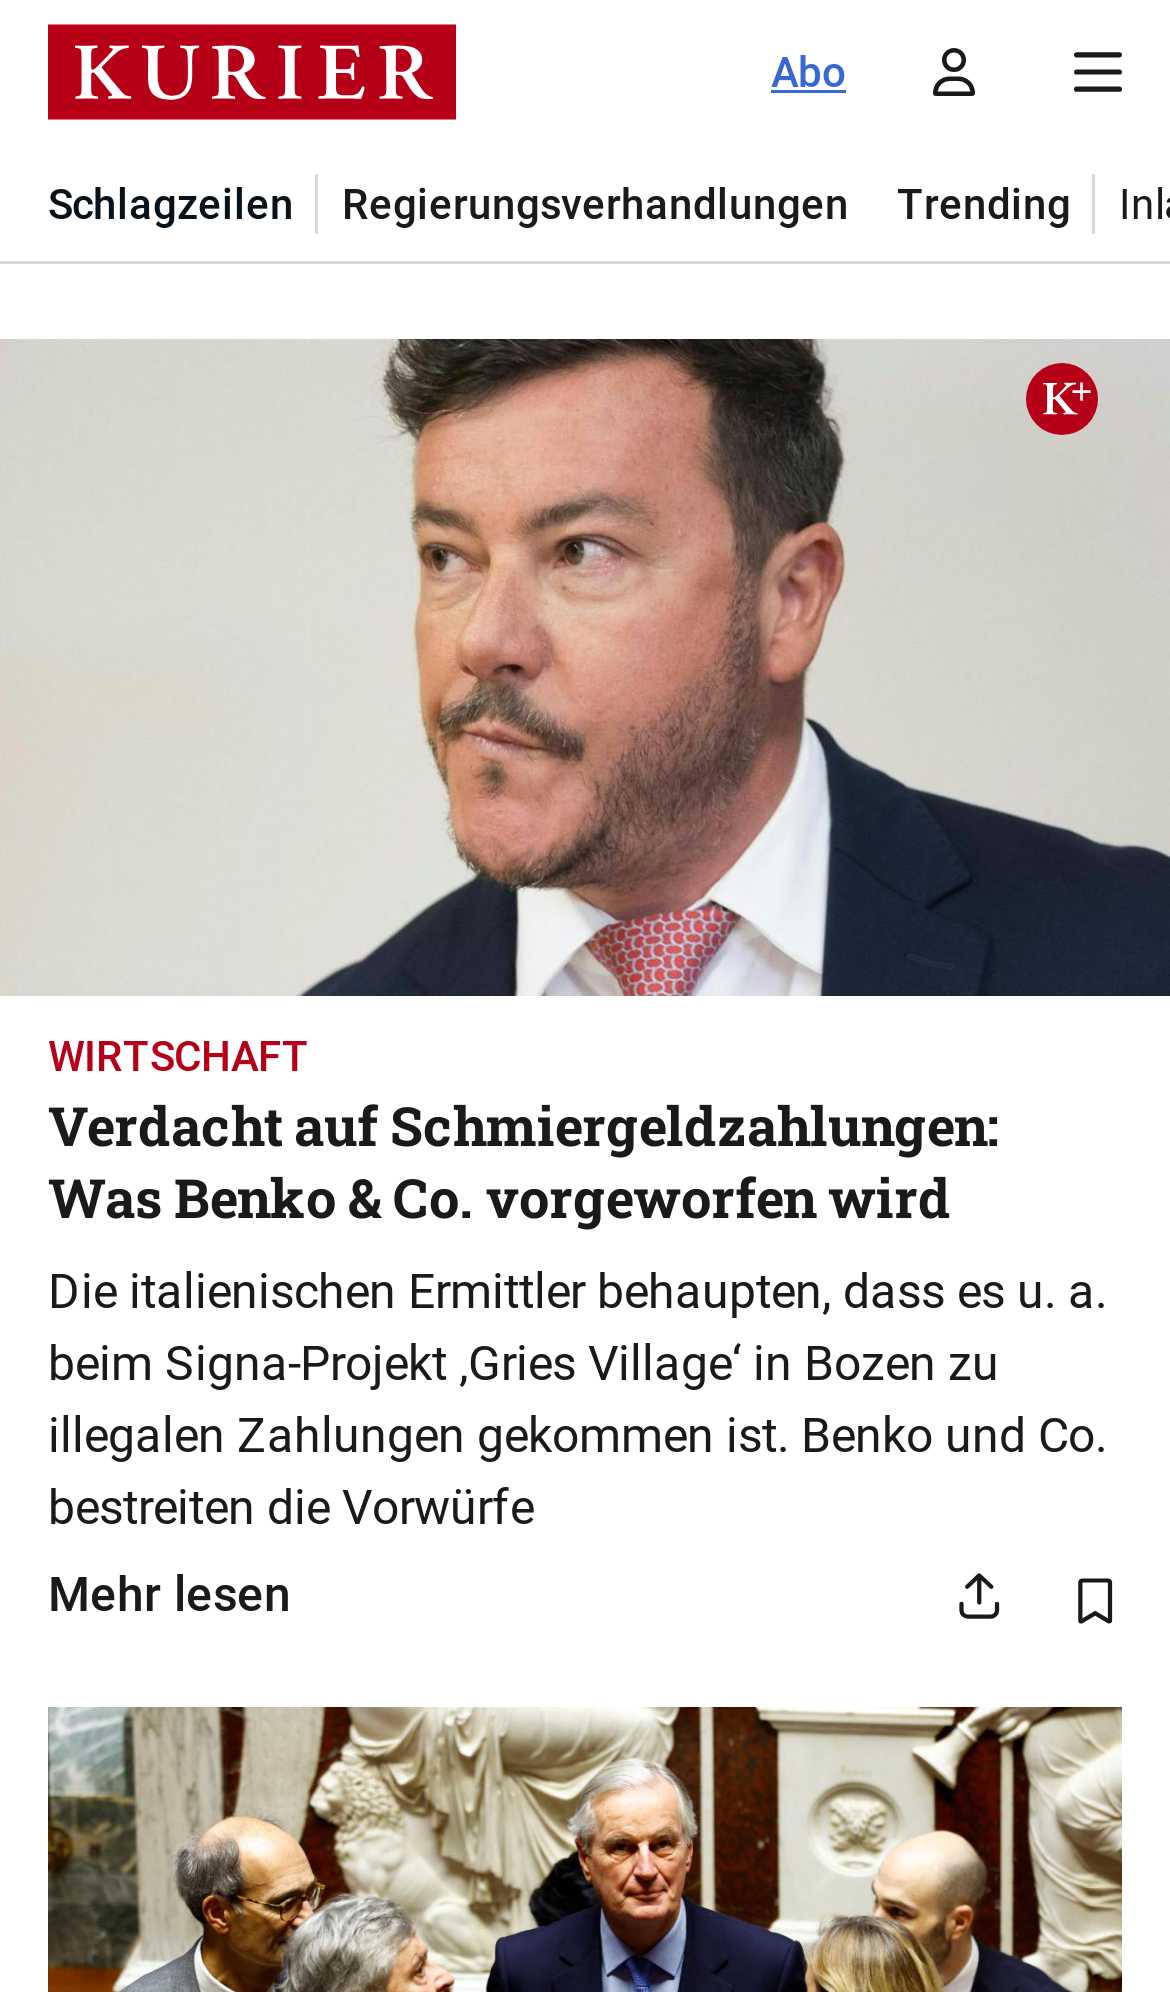 KURIER
Abo
Schlagzeilen
Regierungsverhandlungen
Trending
K+
WIRTSCHAFT
Verdacht auf Schmiergeldzahlungen:
Was Benko & Co. vorgeworfen wird
Die italienischen Ermittler behaupten, dass es u. a.
beim Signa-Projekt ‚Gries Village‘ in Bozen zu
illegalen Zahlungen gekommen ist. Benko und Co.
bestreiten die Vorwürfe
Mehr lesen